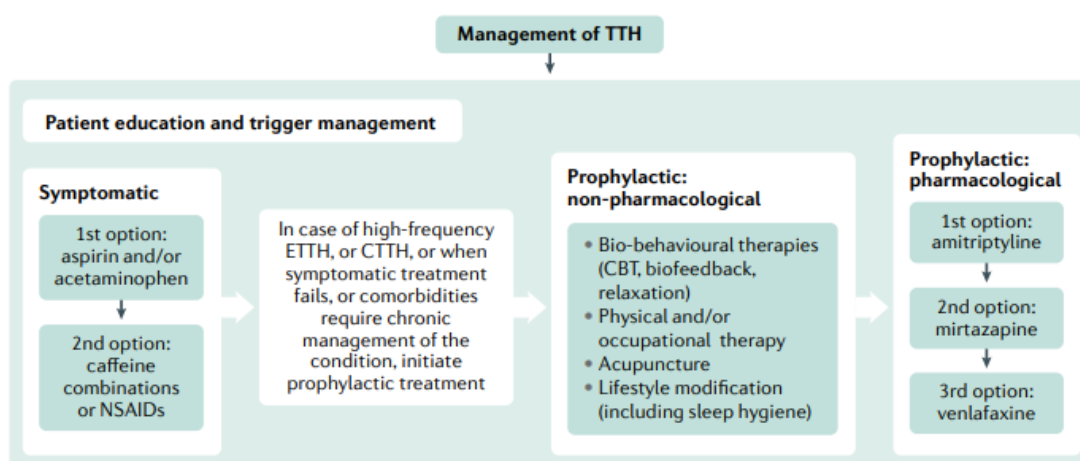 Management of TTH
Patient education and trigger management
Symptomatic
1st option:
aspirin and/or
acetaminophen
2nd option:
caffeine
combinations
or NSAIDs
In case of high-frequency
ETTH, or CTTH, or when
symptomatic treatment
fails, or comorbidities
require chronic
management of the
condition, initiate
prophylactic treatment
Prophylactic:
non-pharmacological
• Bio-behavioural therapies
(CBT, biofeedback,
relaxation)
• Physical and/or
occupational therapy
• Acupuncture
• Lifestyle modification
(including sleep hygiene)
Prophylactic:
pharmacological
1st option:
amitriptyline
2nd option:
mirtazapine
3rd option:
venlafaxine